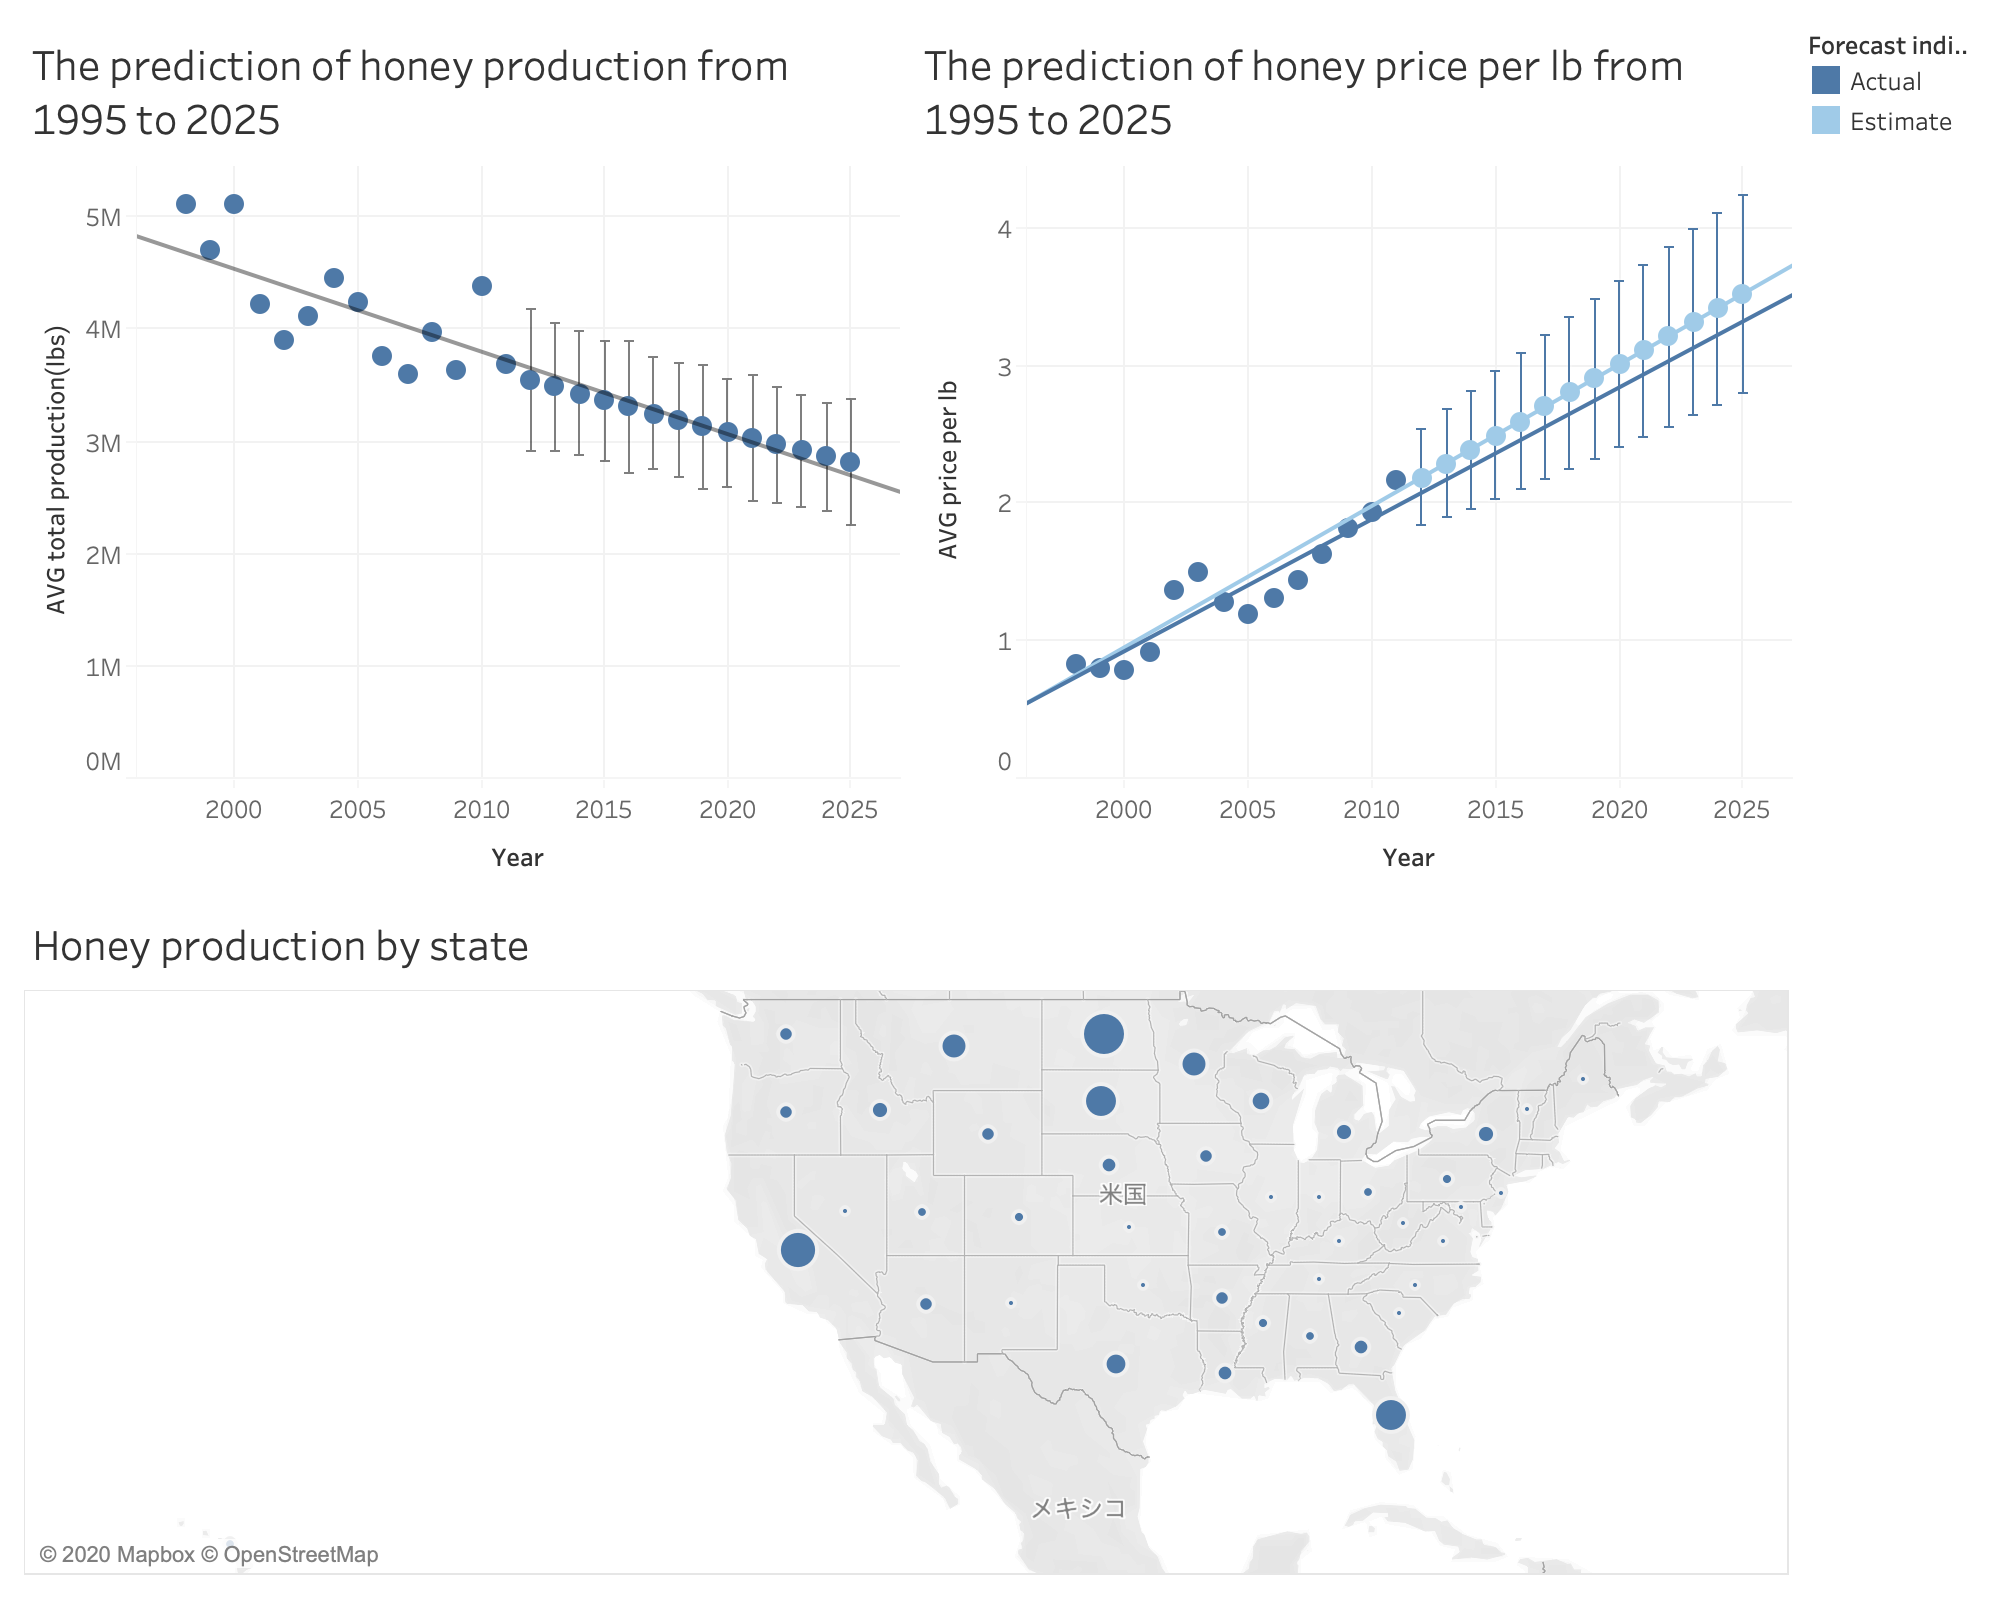 The prediction of honey production from
1995 to 2025
The prediction of honey price per lb from
1995 to 2025
Forecast indi..
Actual
Estimate
AVG total production(lbs)
5M
4M
3M
2M
1M
0M
2000
2005
2010
2015
2020
2025
Year
AVG price per lb
4
3
2
1
0
2000
2005
2010
2015
2020
2025
Year
Honey production by state
米国
メキシコ
© 2020 Mapbox © OpenStreetMap